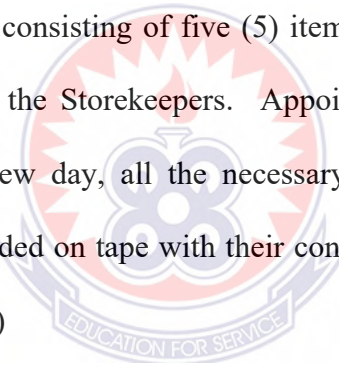 consisting of five (5) item
the Storekeepers. Appoi
ew day, all the necessary
ded on tape with their con
)
EDUCATION FOR SERVICE